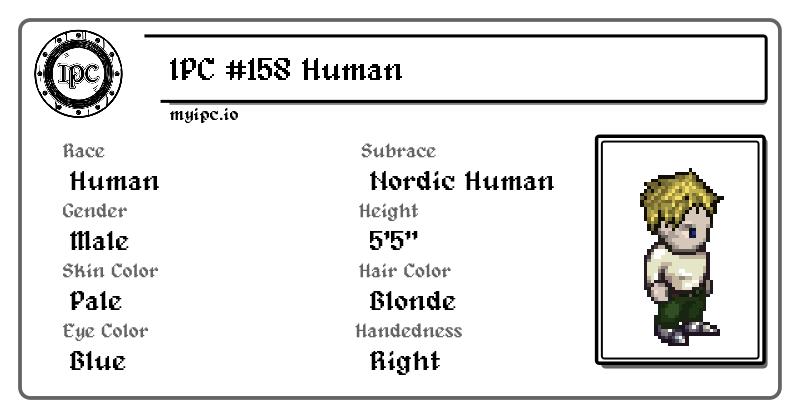 IPC
IPC #158 Human
myipc.io
Race
Human
Subrace
Nordic Human
Gender
Male
Height
5'5"
Skin Color
Pale
Hair Color
Blonde
Eye Color
Blue
Handedness
Right